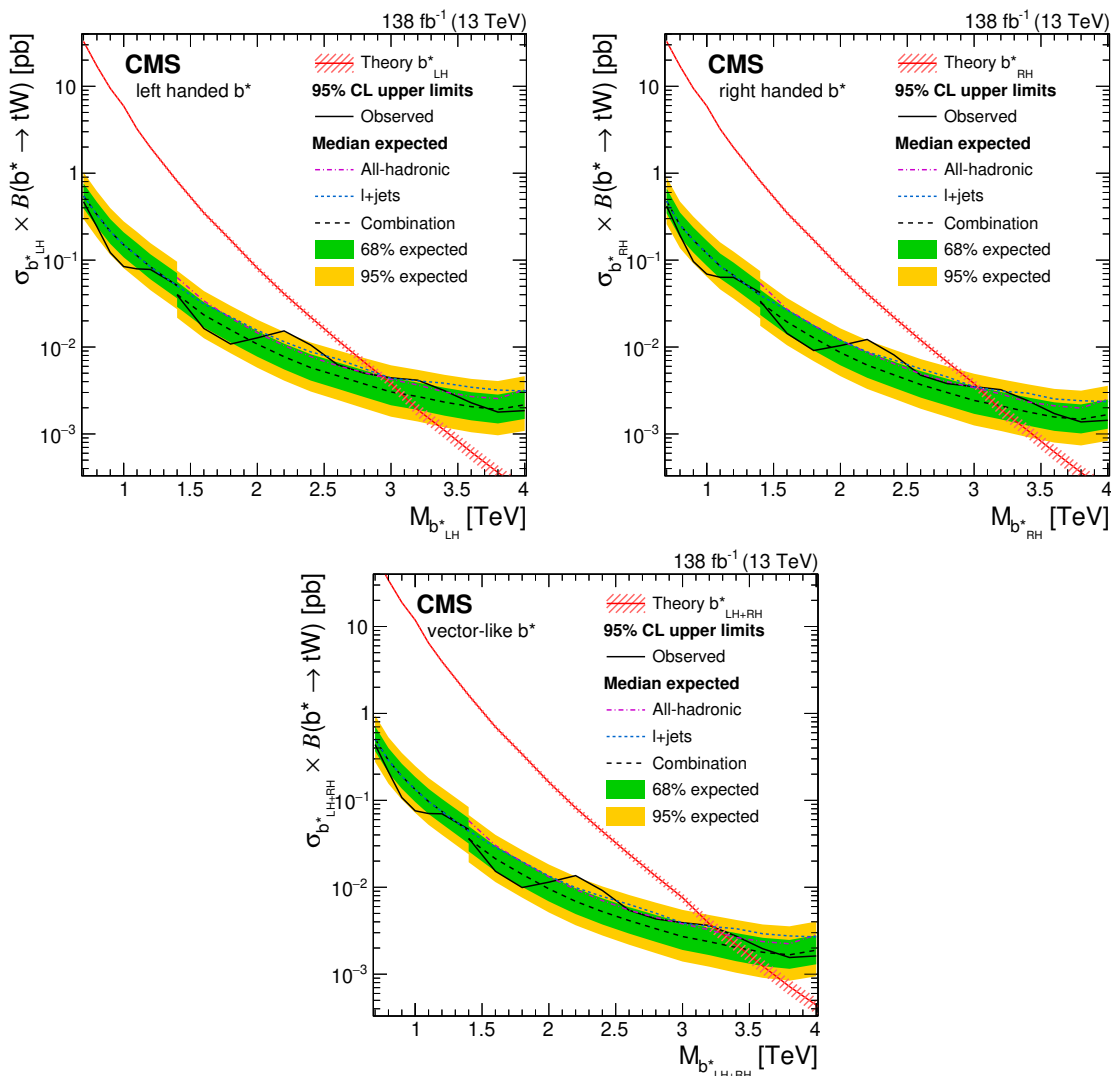 138 fb⁻¹ (13 TeV)
CMS
left handed b*
Theory b*LH
95% CL upper limits
Observed
Median expected
All-hadronic
l+jets
Combination
68% expected
95% expected
σb*LH × B(b* → tW) [pb]
10
1
10⁻¹
10⁻²
10⁻³
1 1.5 2 2.5 3 3.5 4
Mb*LH [TeV]
138 fb⁻¹ (13 TeV)
CMS
right handed b*
Theory b*RH
95% CL upper limits
Observed
Median expected
All-hadronic
l+jets
Combination
68% expected
95% expected
σb*RH × B(b* → tW) [pb]
10
1
10⁻¹
10⁻²
10⁻³
1 1.5 2 2.5 3 3.5 4
Mb*RH [TeV]
138 fb⁻¹ (13 TeV)
CMS
vector-like b*
Theory b*LH+RH
95% CL upper limits
Observed
Median expected
All-hadronic
l+jets
Combination
68% expected
95% expected
σb*LH+RH × B(b* → tW) [pb]
10
1
10⁻¹
10⁻²
10⁻³
1 1.5 2 2.5 3 3.5 4
Mb*LH+RH [TeV]